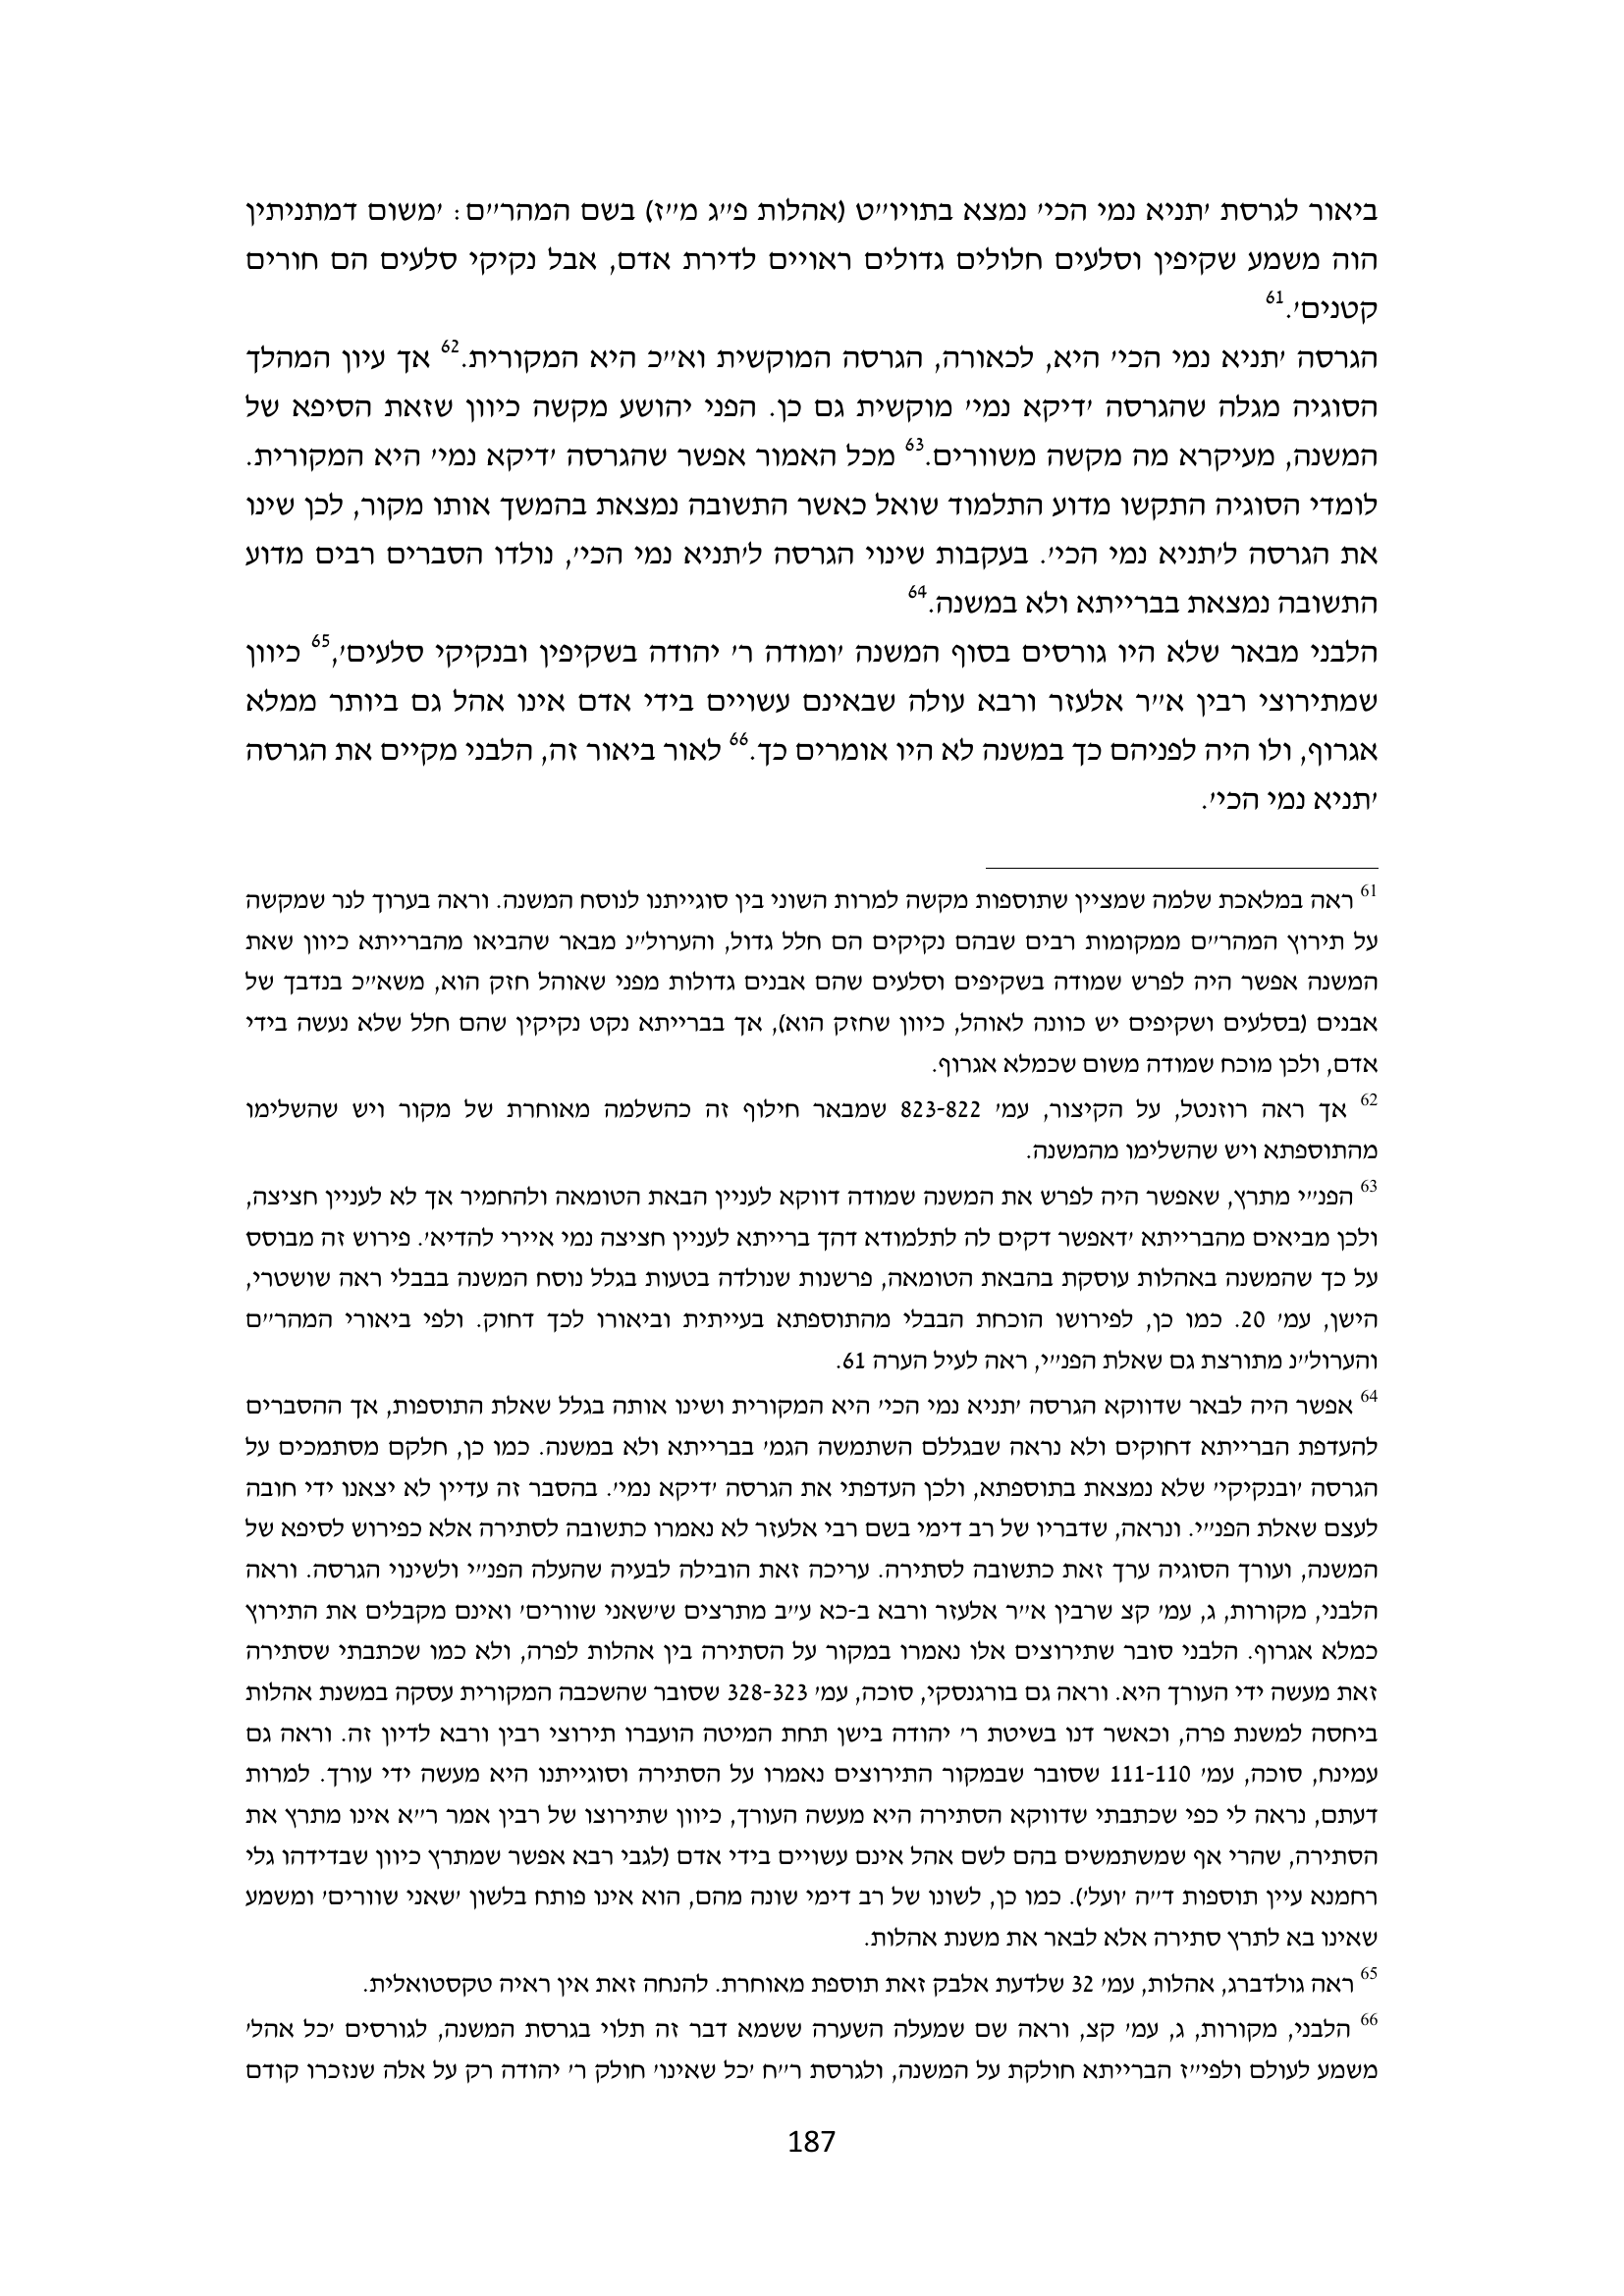 ביאור לגרסת 'תניא נמי הכי' נמצא בתויו"ט (אהלות פ"ג מ"ז) בשם המהר"ם: 'משום דמתניתין
הוה משמע שקיפין וסלעים חלולים גדולים ראויים לדירת אדם, אבל נקיקי סלעים הם חורים
קטנים'.61
הגרסה 'תניא נמי הכי' היא, לכאורה, הגרסה המוקשית וא"כ היא המקורית.62 אך עיון המהלך
הסוגיה מגלה שהגרסה 'דיקא נמי' מוקשית גם כן. הפני יהושע מקשה כיוון שזאת הסיפא של
המשנה, מעיקרא מה מקשה משוורים.63 מכל האמור אפשר שהגרסה 'דיקא נמי' היא המקורית.
לומדי הסוגיה התקשו מדוע התלמוד שואל כאשר התשובה נמצאת בהמשך אותו מקור, לכן שינו
את הגרסה ל'תניא נמי הכי'. בעקבות שינוי הגרסה ל'תניא נמי הכי', נולדו הסברים רבים מדוע
התשובה נמצאת בברייתא ולא במשנה.64
הלבני מבאר שלא היו גורסים בסוף המשנה 'ומודה ר' יהודה בשקיפין ובנקיקי סלעים',65 כיוון
שמתירוצי רבין א"ר אלעזר ורבא עולה שבאינם עשויים בידי אדם אינו אהל גם ביותר ממלא
אגרוף, ולו היה לפניהם כך במשנה לא היו אומרים כך.66 לאור ביאור זה, הלבני מקיים את הגרסה
'תניא נמי הכי'.
61 ראה במלאכת שלמה שמציין שתוספות מקשה למרות השוני בין סוגייתנו לנוסח המשנה. וראה בערוך לנר שמקשה
על תירוץ המהר"ם ממקומות רבים שבהם נקיקים הם חלל גדול, והערול"נ מבאר שהביאו מהברייתא כיוון שאת
המשנה אפשר היה לפרש שמודה בשקיפים וסלעים שהם אבנים גדולות מפני שאוהל חזק הוא, משא"כ בנדבך של
אבנים (בסלעים ושקיפים יש כוונה לאוהל, כיוון שחזק הוא), אך בברייתא נקט נקיקין שהם חלל שלא נעשה בידי
אדם, ולכן מוכח שמודה משום שכמלא אגרוף.
62 אך ראה רוזנטל, על הקיצור, עמ' 823-822 שמבאר חילוף זה כהשלמה מאוחרת של מקור ויש שהשלימו
מהתוספתא ויש שהשלימו מהמשנה.
63 הפנ"י מתרץ, שאפשר היה לפרש את המשנה שמודה דווקא לעניין הבאת הטומאה ולהחמיר אך לא לעניין חציצה,
ולכן מביאים מהברייתא 'דאפשר דקים לה לתלמודא דהך ברייתא לעניין חציצה נמי איירי להדיא'. פירוש זה מבוסס
על כך שהמשנה באהלות עוסקת בהבאת הטומאה, פרשנות שנולדה בטעות בגלל נוסח המשנה בבבלי ראה שושטרי,
הישן, עמ' 20. כמו כן, לפירושו הוכחת הבבלי מהתוספתא בעייתית וביאורו לכך דחוק. ולפי ביאורי המהר"ם
והערול"נ מתורצת גם שאלת הפנ"י, ראה לעיל הערה 61.
64 אפשר היה לבאר שדווקא הגרסה 'תניא נמי הכי' היא המקורית ושינו אותה בגלל שאלת התוספות, אך ההסברים
להעדפת הברייתא דחוקים ולא נראה שבגללם השתמשה הגמ' בברייתא ולא במשנה. כמו כן, חלקם מסתמכים על
הגרסה 'ובנקיקי' שלא נמצאת בתוספתא, ולכן העדפתי את הגרסה 'דיקא נמי'. בהסבר זה עדיין לא יצאנו ידי חובה
לעצם שאלת הפנ"י. ונראה, שדבריו של רב דימי בשם רבי אלעזר לא נאמרו כתשובה לסתירה אלא כפירוש לסיפא של
המשנה, ועורך הסוגיה ערך זאת כתשובה לסתירה. עריכה זאת הובילה לבעיה שהעלה הפנ"י ולשינוי הגרסה. וראה
הלבני, מקורות, ג, עמ' קצ שרבין א"ר אלעזר ורבא ב-כא ע"ב מתרצים ש'שאני שוורים' ואינם מקבלים את התירוץ
כמלא אגרוף. הלבני סובר שתירוצים אלו נאמרו במקור על הסתירה בין אהלות לפרה, ולא כמו שכתבתי שסתירה
זאת מעשה ידי העורך היא. וראה גם בורגנסקי, סוכה, עמ' 328-323 שסובר שהשכבה המקורית עסקה במשנת אהלות
ביחסה למשנת פרה, וכאשר דנו בשיטת ר' יהודה בישן תחת המיטה הועברו תירוצי רבין ורבא לדיון זה. וראה גם
עמינח, סוכה, עמ' 111-110 שסובר שבמקור התירוצים נאמרו על הסתירה וסוגייתנו היא מעשה ידי עורך. למרות
דעתם, נראה לי כפי שכתבתי שדווקא הסתירה היא מעשה העורך, כיוון שתירוצו של רבין אמר ר"א אינו מתרץ את
הסתירה, שהרי אף שמשתמשים בהם לשם אהל אינם עשויים בידי אדם (לגבי רבא אפשר שמתרץ כיוון שבדידהו גלי
רחמנא עיין תוספות ד"ה 'ועל'). כמו כן, לשונו של רב דימי שונה מהם, הוא אינו פותח בלשון 'שאני שוורים' ומשמע
שאינו בא לתרץ סתירה אלא לבאר את משנת אהלות.
65 ראה גולדברג, אהלות, עמ' 32 שלדעת אלבק זאת תוספת מאוחרת. להנחה זאת אין ראיה טקסטואלית.
66 הלבני, מקורות, ג, עמ' קצ, וראה שם שמעלה השערה ששמא דבר זה תלוי בגרסת המשנה, לגורסים 'כל אהל'
משמע לעולם ולפי"ז הברייתא חולקת על המשנה, ולגרסת ר"ח 'כל שאינו' חולק ר' יהודה רק על אלה שנזכרו קודם
187